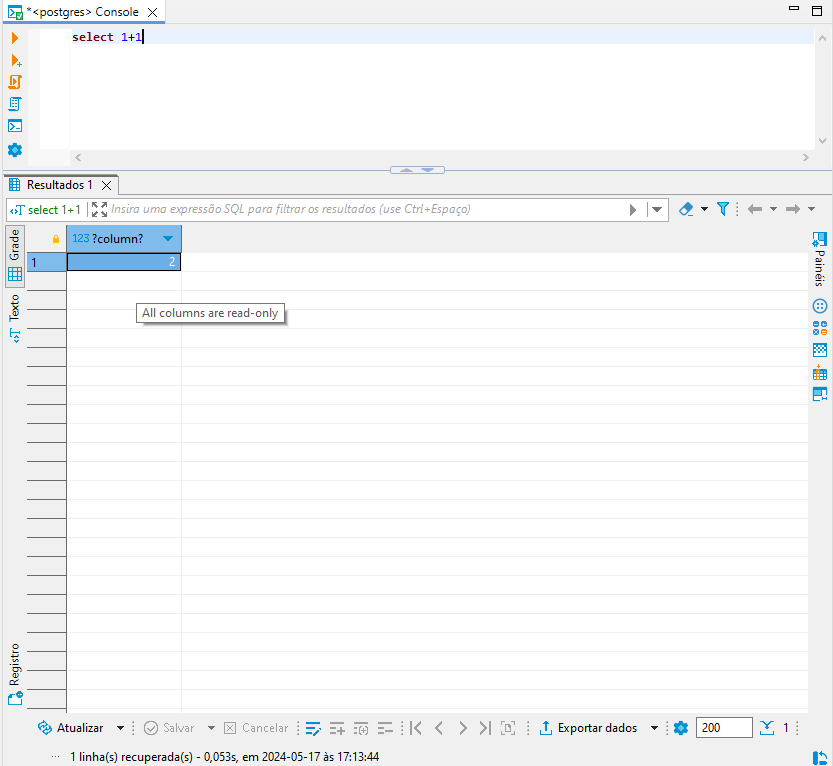 *<postgres> Console
select 1+1
Resultados 1
select 1+1 Insira uma expressão SQL para filtrar os resultados (use Ctrl+Espaço)
Grade
123 ?column?
1 2
Texto
All columns are read-only
Painéis
Registro
Atualizar Salvar Cancelar Exportar dados 200 1
1 linha(s) recuperada(s) - 0,053s, em 2024-05-17 às 17:13:44